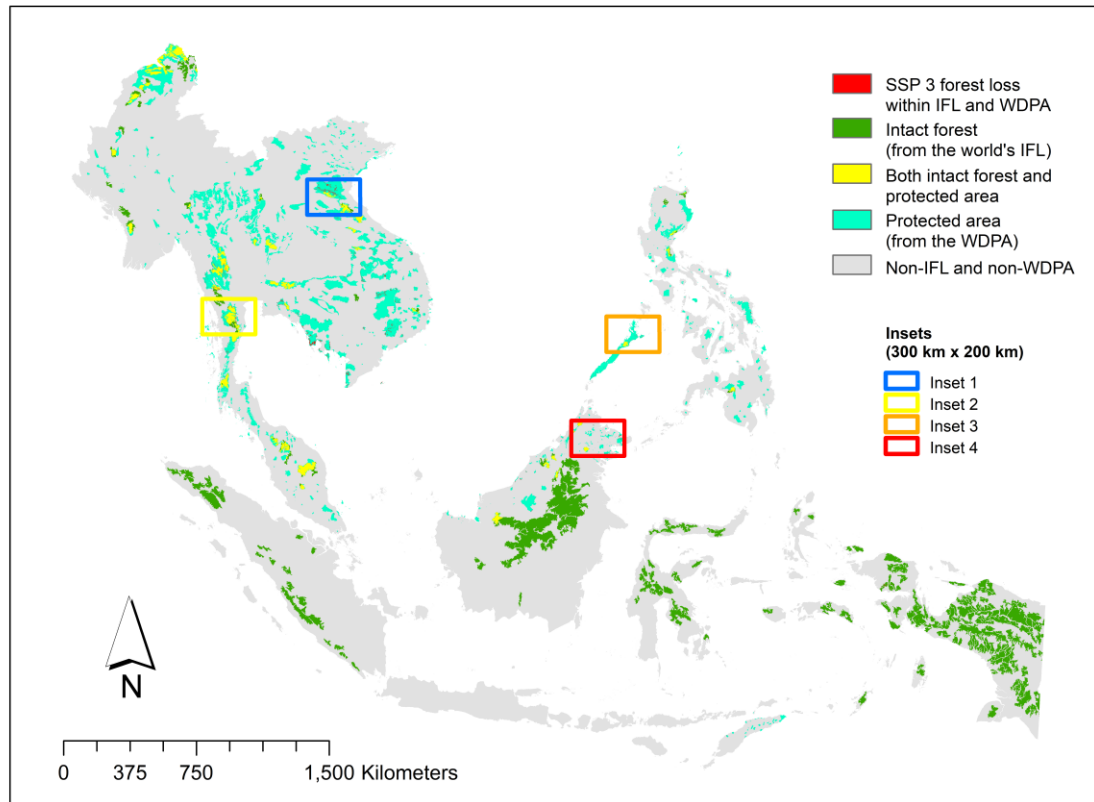 SSP 3 forest loss
within IFL and WDPA
Intact forest
(from the world's IFL)
Both intact forest and
protected area
Protected area
(from the WDPA)
Non-IFL and non-WDPA
Insets
(300 km x 200 km)
Inset 1
Inset 2
Inset 3
Inset 4
N
0 375 750 1,500 Kilometers